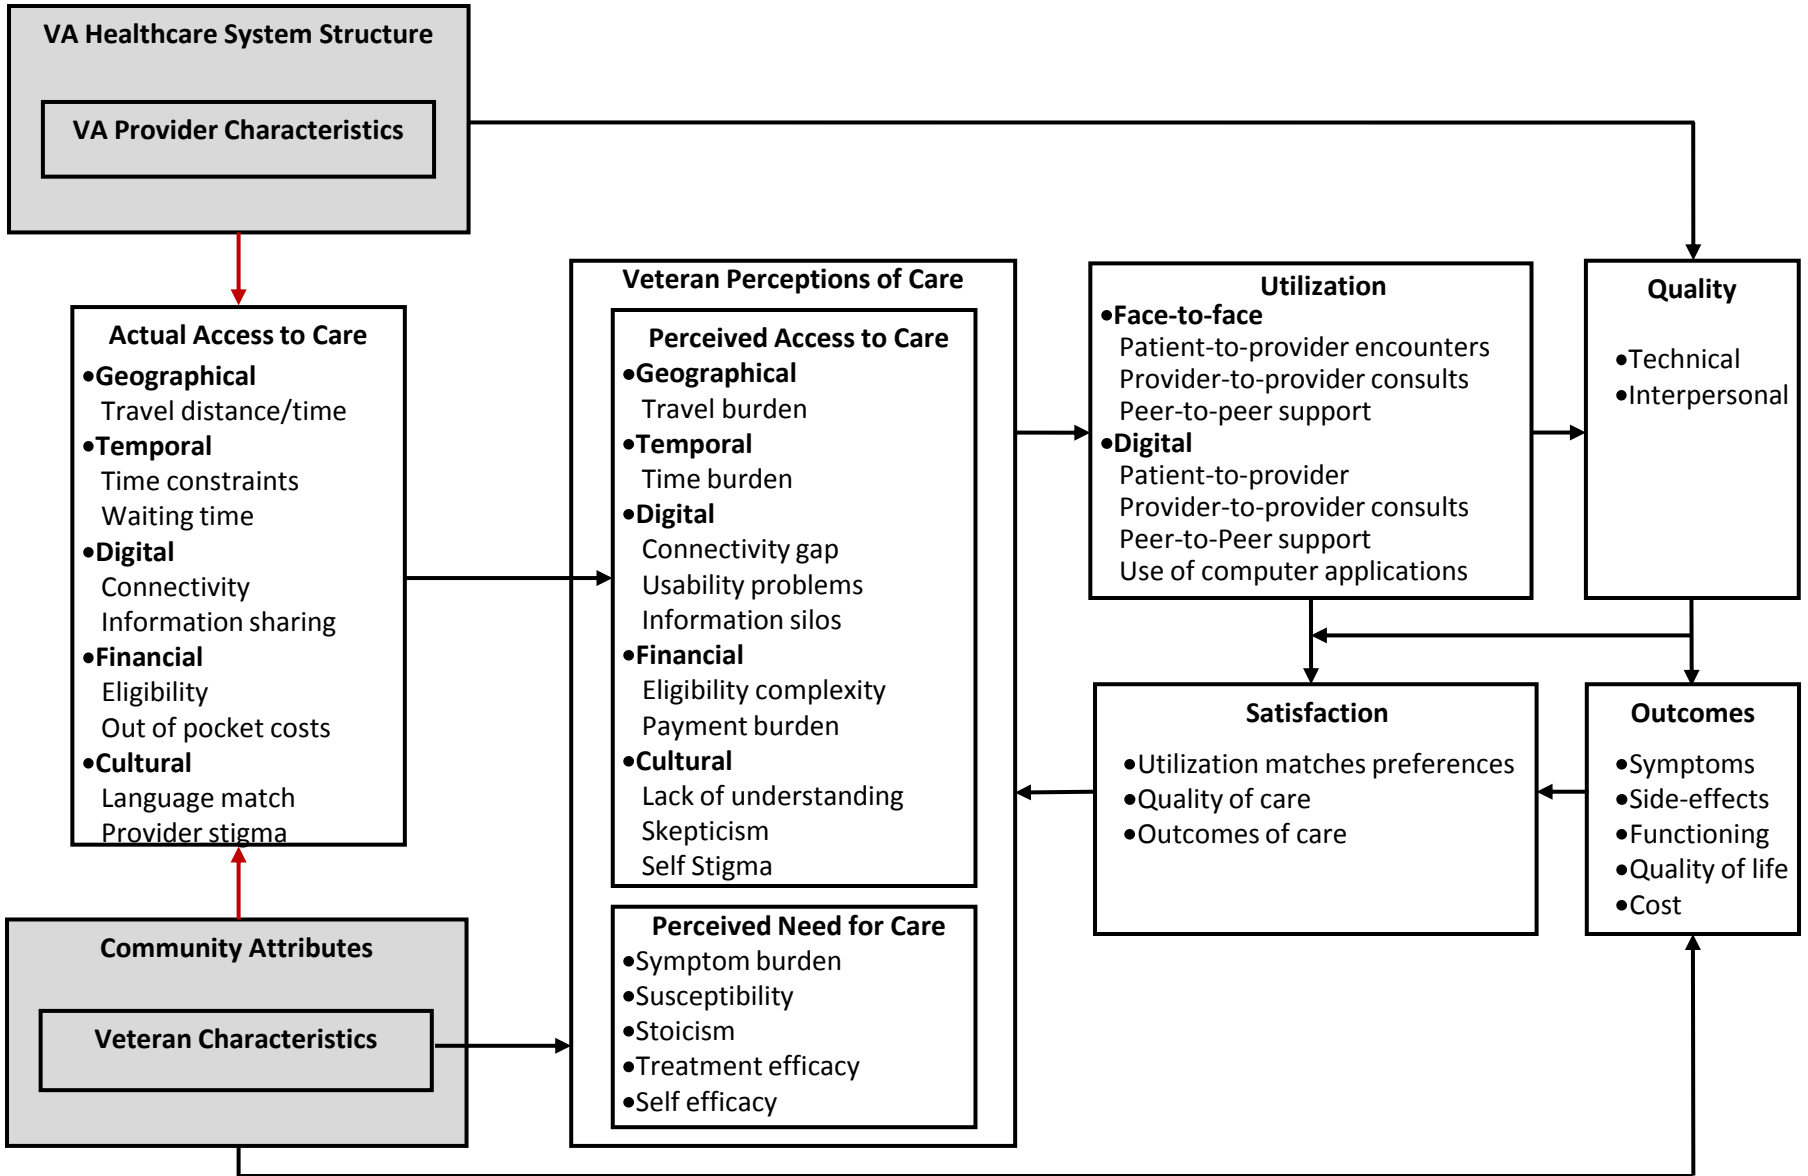 VA Healthcare System Structure
VA Provider Characteristics
Actual Access to Care
•Geographical
Travel distance/time
•Temporal
Time constraints
Waiting time
•Digital
Connectivity
Information sharing
•Financial
Eligibility
Out of pocket costs
•Cultural
Language match
Provider stigma
Community Attributes
Veteran Characteristics
Veteran Perceptions of Care
Perceived Access to Care
•Geographical
Travel burden
•Temporal
Time burden
•Digital
Connectivity gap
Usability problems
Information silos
•Financial
Eligibility complexity
Payment burden
•Cultural
Lack of understanding
Skepticism
Self Stigma
Perceived Need for Care
•Symptom burden
•Susceptibility
•Stoicism
•Treatment efficacy
•Self efficacy
Utilization
•Face-to-face
Patient-to-provider encounters
Provider-to-provider consults
Peer-to-peer support
•Digital
Patient-to-provider
Provider-to-provider consults
Peer-to-Peer support
Use of computer applications
Quality
•Technical
•Interpersonal
Satisfaction
•Utilization matches preferences
•Quality of care
•Outcomes of care
Outcomes
•Symptoms
•Side-effects
•Functioning
•Quality of life
•Cost